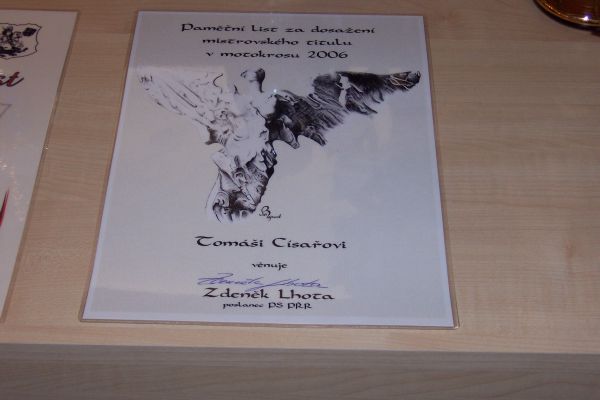 Pamětní List za dosažení
mistrovského titulu
v motokrosu 2006
Tomáši Císařovi
věnuje
Zdeněk Lhota
poslanec PS PČR